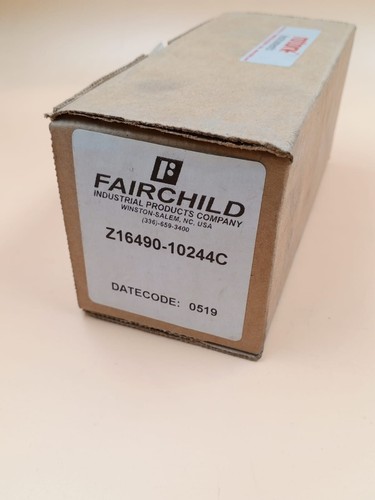 FAIRCHILD
INDUSTRIAL PRODUCTS COMPANY
WINSTON-SALEM, NC, USA
(336)-659-3400
Z16490-10244C
DATECODE: 0519